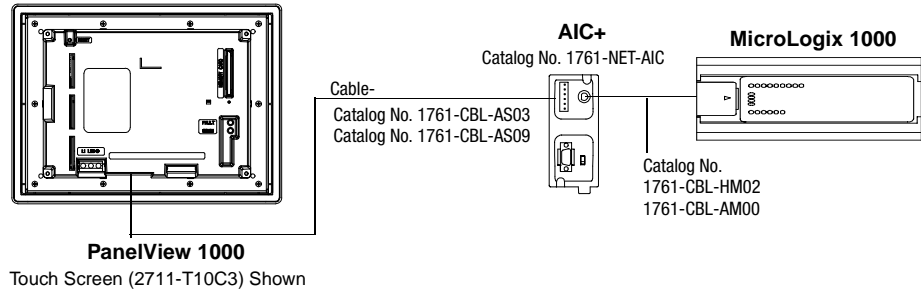 AIC+
Catalog No. 1761-NET-AIC
MicroLogix 1000
Cable-
Catalog No. 1761-CBL-AS03
Catalog No. 1761-CBL-AS09
Catalog No.
1761-CBL-HM02
1761-CBL-AM00
FAULT
PanelView 1000
Touch Screen (2711-T10C3) Shown